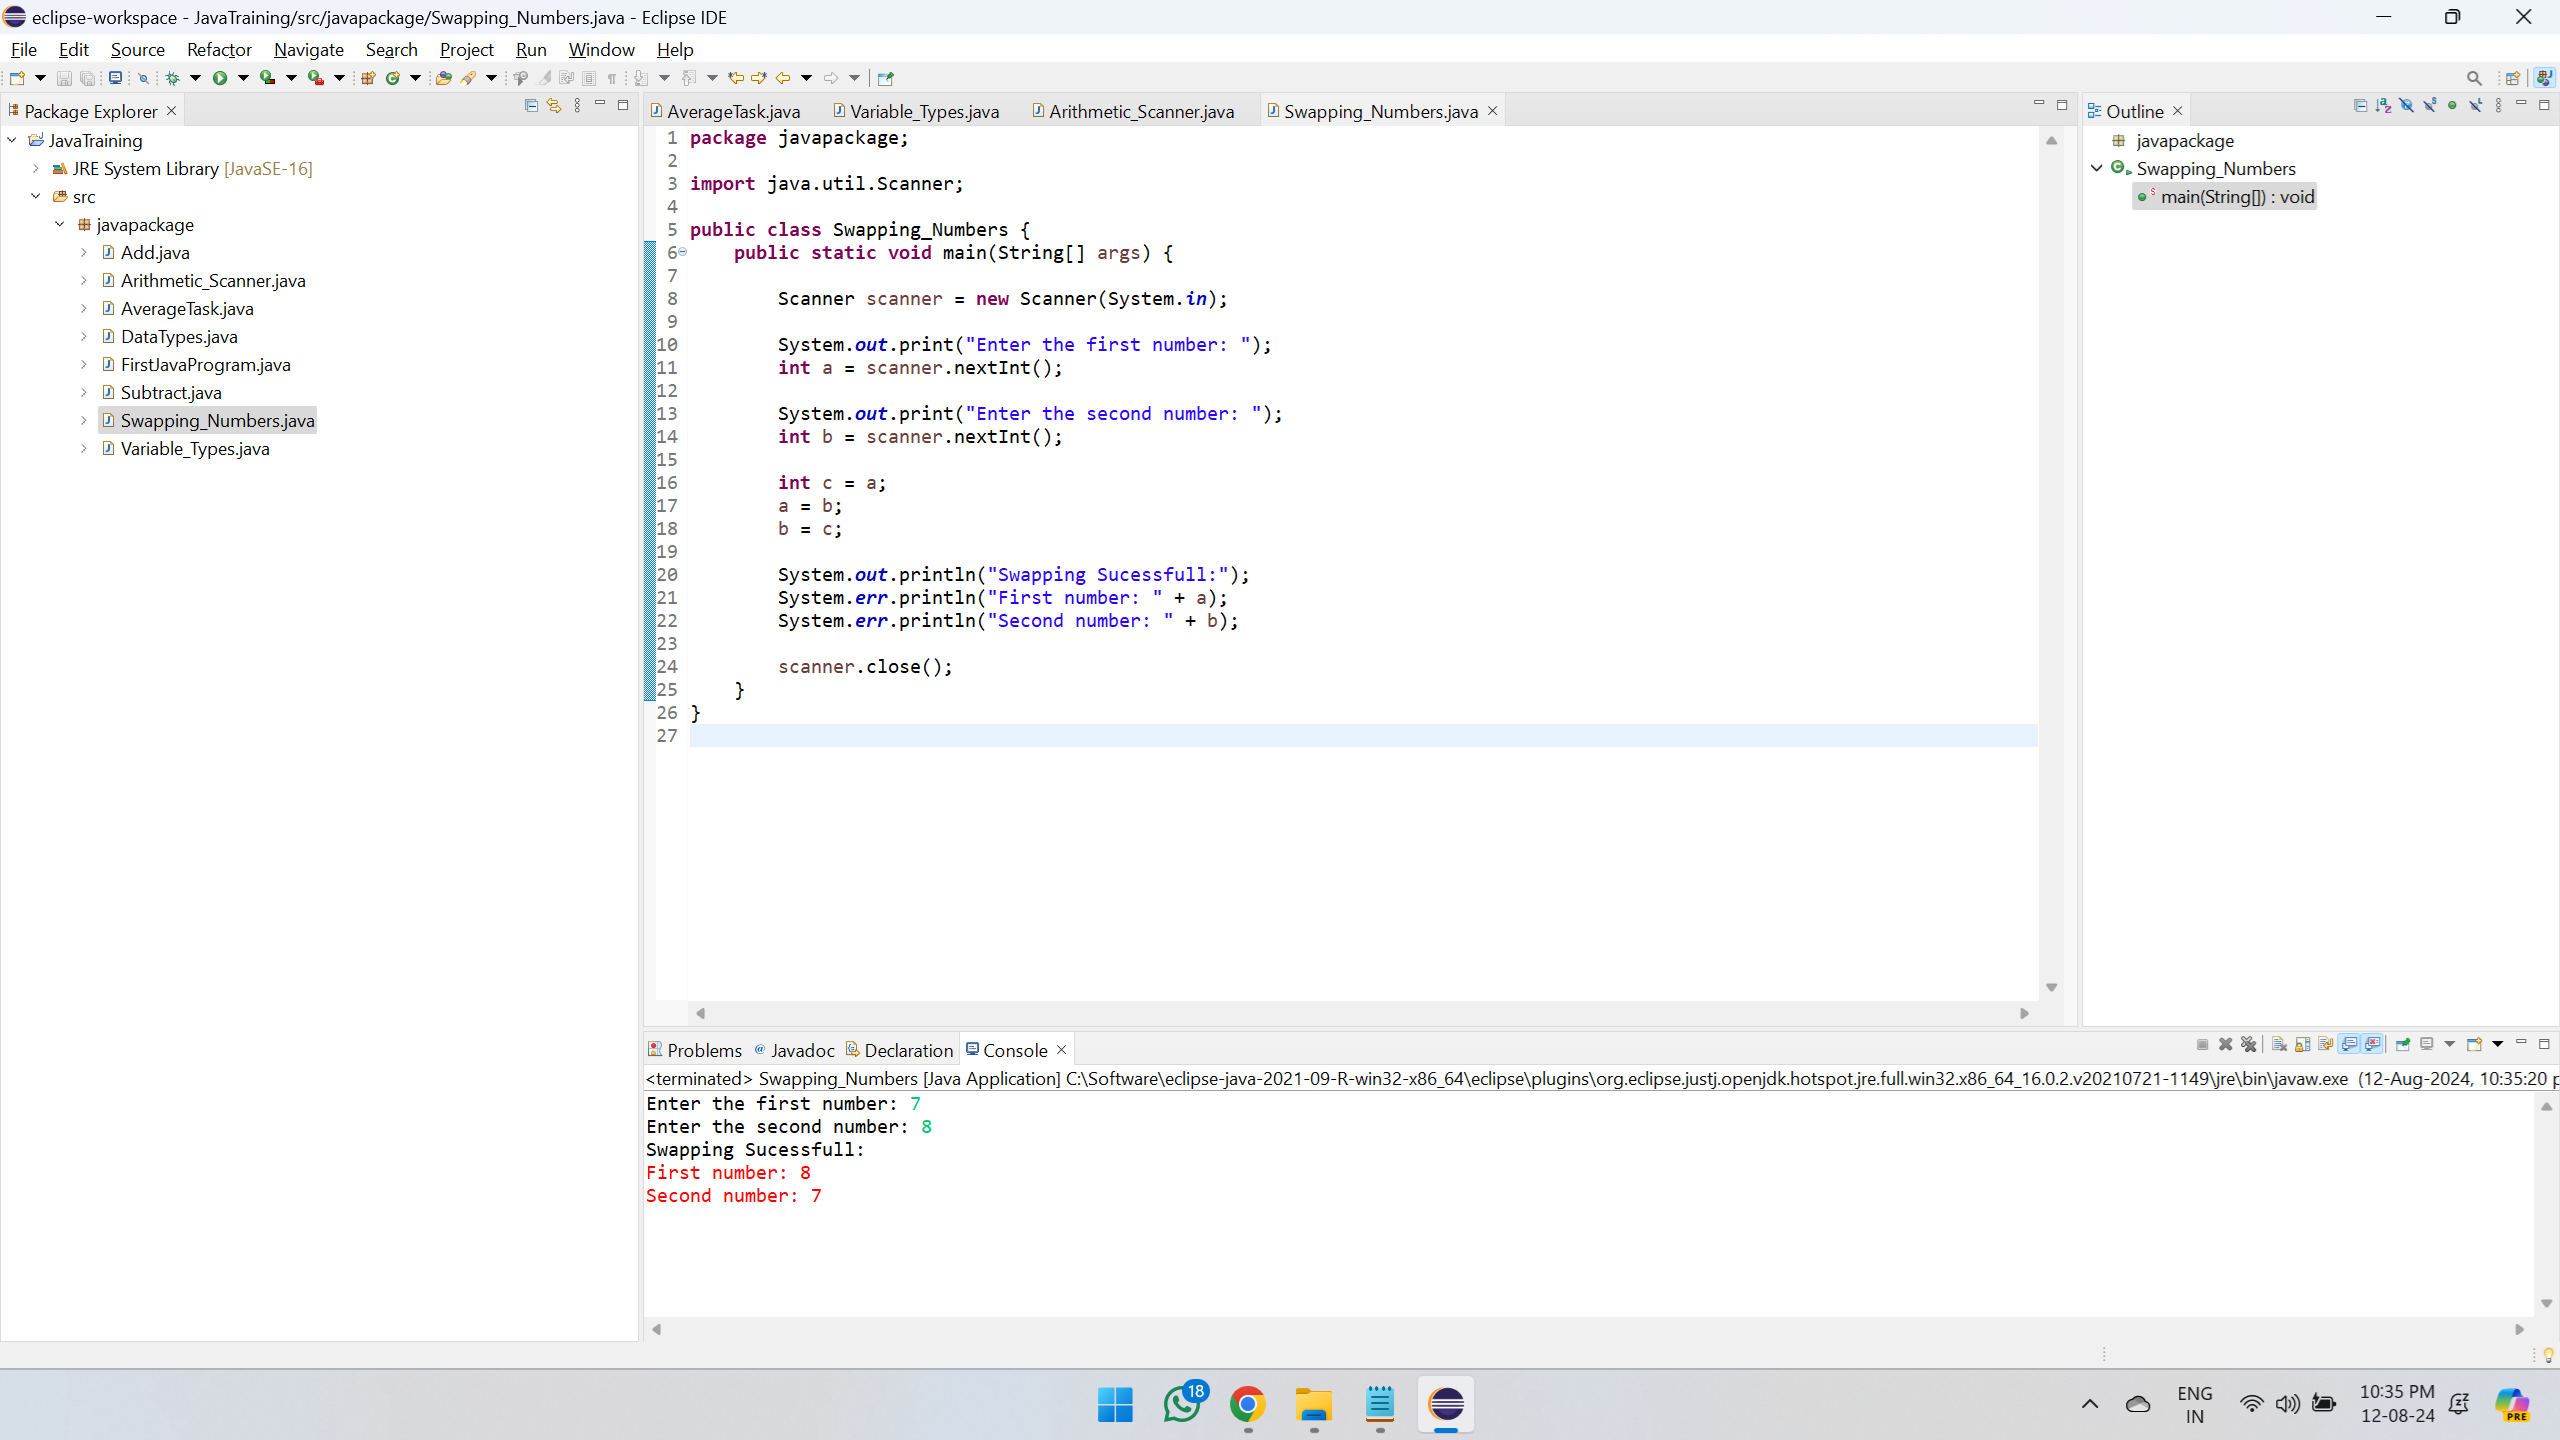 eclipse-workspace - JavaTraining/src/javapackage/Swapping_Numbers.java - Eclipse IDE
File Edit Source Refactor Navigate Search Project Run Window Help
Package Explorer
JavaTraining
JRE System Library [JavaSE-16]
src
javapackage
Add.java
Arithmetic_Scanner.java
AverageTask.java
DataTypes.java
FirstJavaProgram.java
Subtract.java
Swapping_Numbers.java
Variable_Types.java
AverageTask.java Variable_Types.java Arithmetic_Scanner.java Swapping_Numbers.java
1 package javapackage;
2
3 import java.util.Scanner;
4
5 public class Swapping_Numbers {
6 public static void main(String[] args) {
7
8 Scanner scanner = new Scanner(System.in);
9
10 System.out.print("Enter the first number: ");
11 int a = scanner.nextInt();
12
13 System.out.print("Enter the second number: ");
14 int b = scanner.nextInt();
15
16 int c = a;
17 a = b;
18 b = c;
19
20 System.out.println("Swapping Sucessfull:");
21 System.err.println("First number: " + a);
22 System.err.println("Second number: " + b);
23
24 scanner.close();
25 }
26 }
27
Outline
javapackage
Swapping_Numbers
main(String[]) : void
Problems Javadoc Declaration Console
<terminated> Swapping_Numbers [Java Application] C:\Software\eclipse-java-2021-09-R-win32-x86_64\eclipse\plugins\org.eclipse.justj.openjdk.hotspot.jre.full.win32.x86_64_16.0.2.v20210721-1149\jre\bin\javaw.exe (12-Aug-2024, 10:35:20 p
Enter the first number: 7
Enter the second number: 8
Swapping Sucessfull:
First number: 8
Second number: 7
18
ENG
IN
10:35 PM
12-08-24
PRE